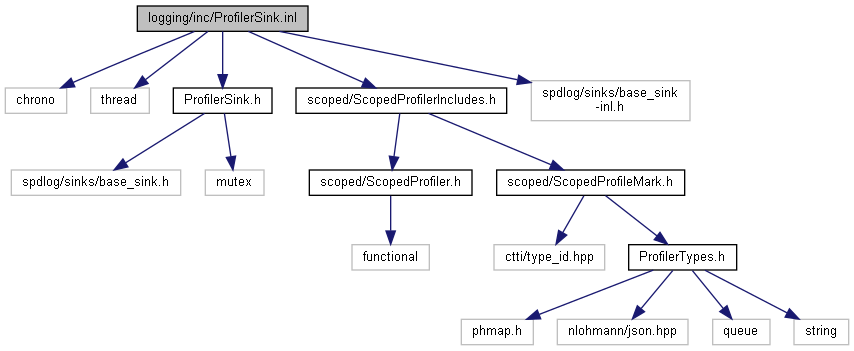 logging/inc/ProfilerSink.inl
chrono
thread
ProfilerSink.h
scoped/ScopedProfilerIncludes.h
spdlog/sinks/base_sink
-inl.h
spdlog/sinks/base_sink.h
mutex
scoped/ScopedProfiler.h
scoped/ScopedProfileMark.h
functional
ctti/type_id.hpp
ProfilerTypes.h
phmap.h
nlohmann/json.hpp
queue
string